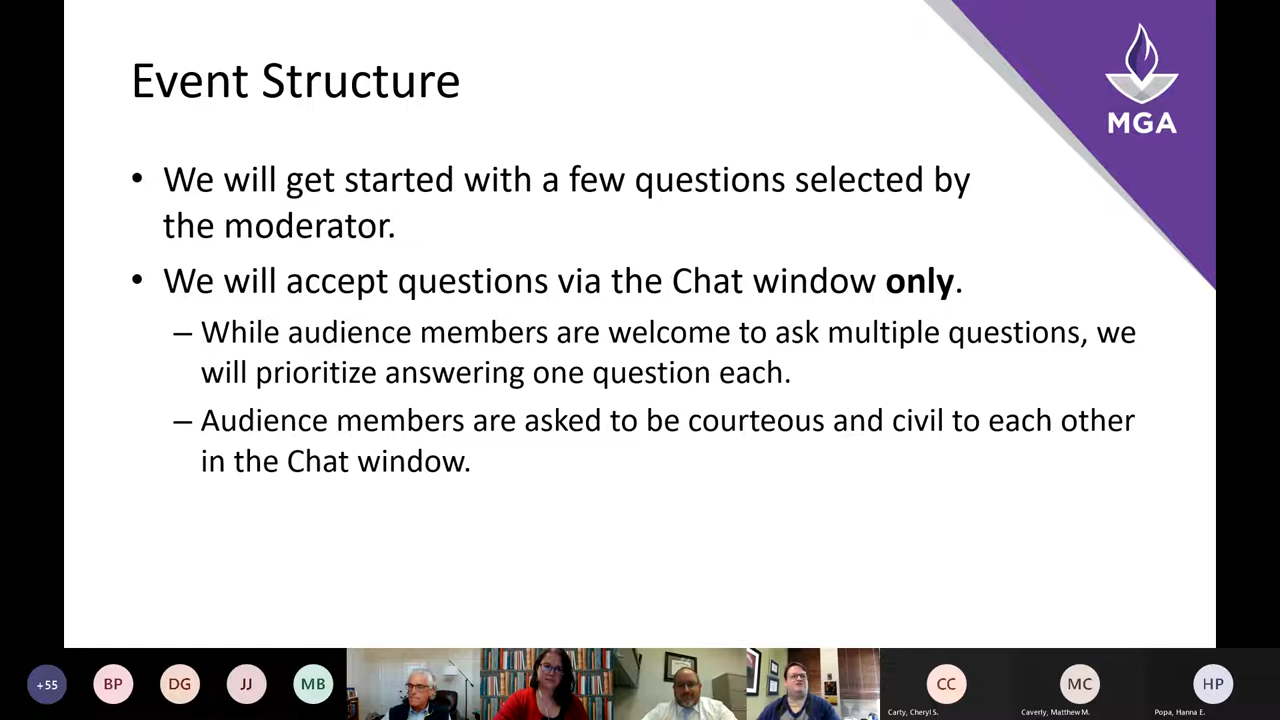 Event Structure
MGA
• We will get started with a few questions selected by
the moderator.
• We will accept questions via the Chat window only.
– While audience members are welcome to ask multiple questions, we
will prioritize answering one question each.
– Audience members are asked to be courteous and civil to each other
in the Chat window.
+55
BP
DG
JJ
MB
CC
MC
HP
Carty, Cheryl S.
Caverly, Matthew M.
Popa, Hanna E.